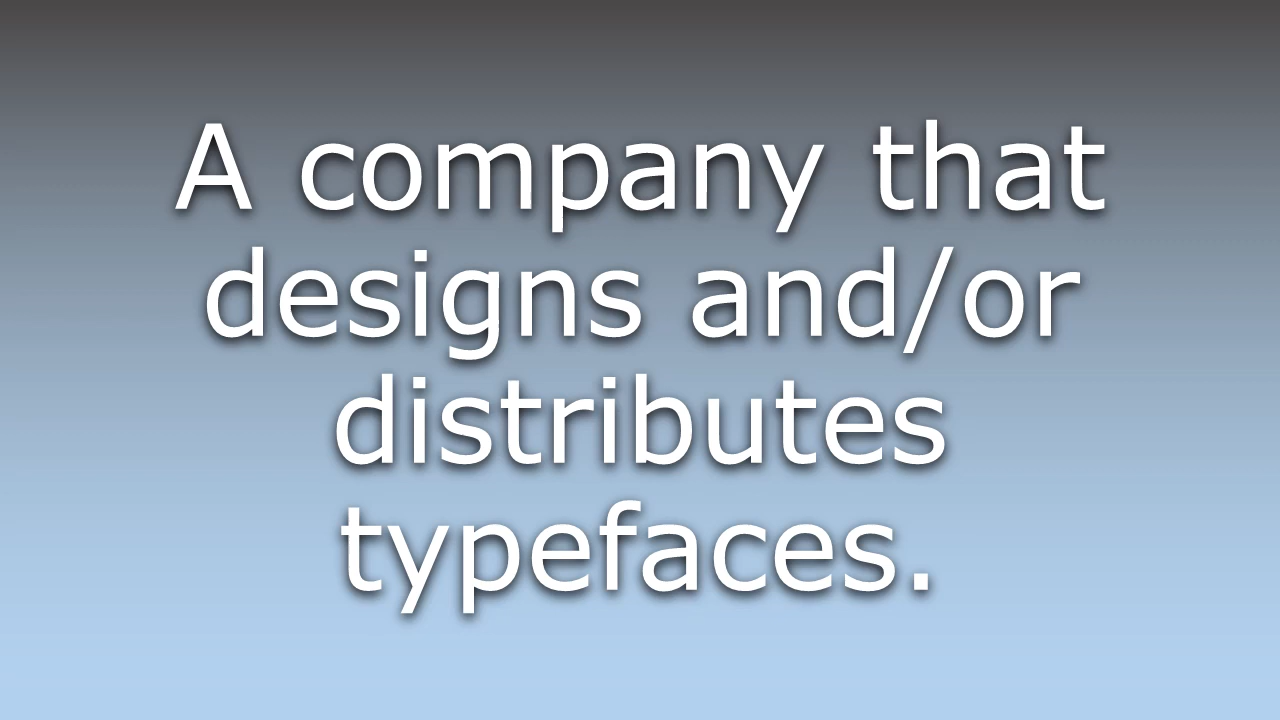 A company that
designs and/or
distributes
typefaces.